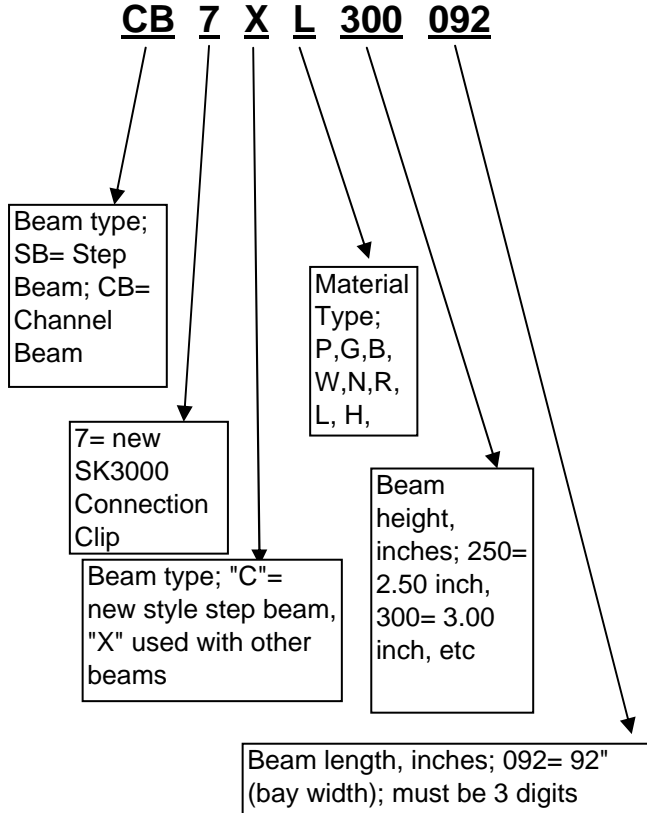 CB 7 X L 300 092
Beam type;
SB= Step
Beam; CB=
Channel
Beam
7= new
SK3000
Connection
Clip
Beam type; "C"=
new style step beam,
"X" used with other
beams
Material
Type;
P,G,B,
W,N,R,
L, H,
Beam
height,
inches; 250=
2.50 inch,
300= 3.00
inch, etc
Beam length, inches; 092= 92"
(bay width); must be 3 digits